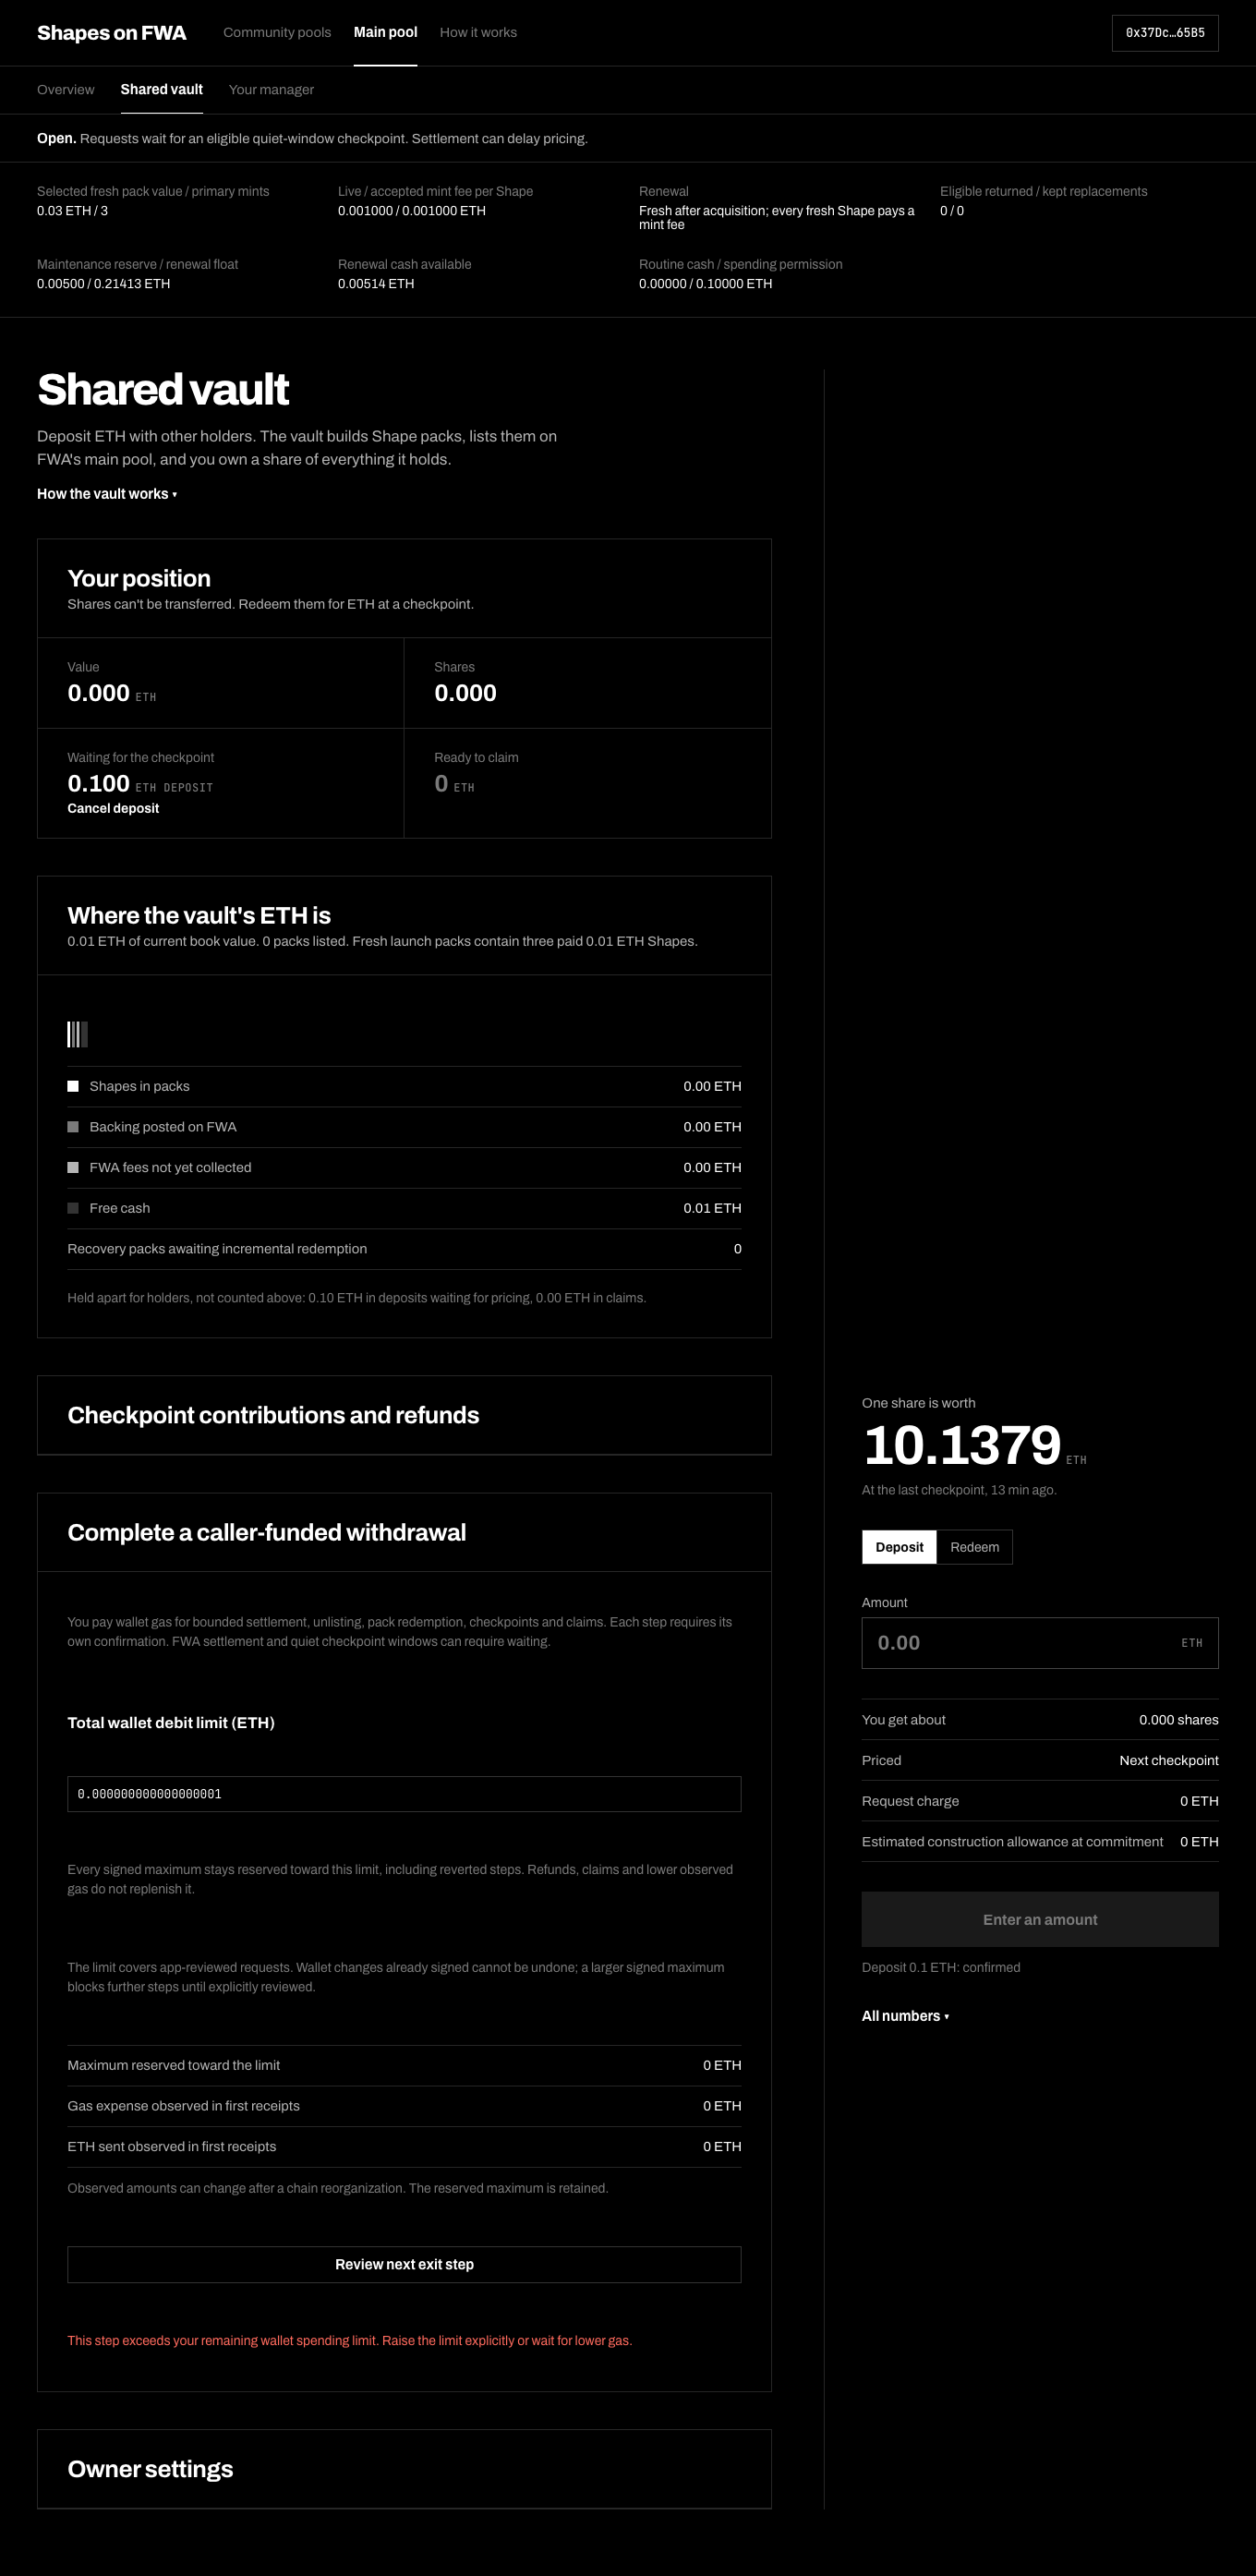 Shapes on FWA
Community pools
Main pool
How it works
0x37Dc…65B5
Overview
Shared vault
Your manager
Open. Requests wait for an eligible quiet-window checkpoint. Settlement can delay pricing.
Selected fresh pack value / primary mints
0.03 ETH / 3
Live / accepted mint fee per Shape
0.001000 / 0.001000 ETH
Renewal
Fresh after acquisition; every fresh Shape pays a
mint fee
Eligible returned / kept replacements
0 / 0
Maintenance reserve / renewal float
0.00500 / 0.21413 ETH
Renewal cash available
0.00514 ETH
Routine cash / spending permission
0.00000 / 0.10000 ETH
Shared vault
Deposit ETH with other holders. The vault builds Shape packs, lists them on
FWA's main pool, and you own a share of everything it holds.
How the vault works ▾
Your position
Shares can't be transferred. Redeem them for ETH at a checkpoint.
Value
0.000 ETH
Shares
0.000
Waiting for the checkpoint
0.100 ETH DEPOSIT
Cancel deposit
Ready to claim
0 ETH
Where the vault's ETH is
0.01 ETH of current book value. 0 packs listed. Fresh launch packs contain three paid 0.01 ETH Shapes.
Shapes in packs 0.00 ETH
Backing posted on FWA 0.00 ETH
FWA fees not yet collected 0.00 ETH
Free cash 0.01 ETH
Recovery packs awaiting incremental redemption 0
Held apart for holders, not counted above: 0.10 ETH in deposits waiting for pricing, 0.00 ETH in claims.
Checkpoint contributions and refunds
Complete a caller-funded withdrawal
You pay wallet gas for bounded settlement, unlisting, pack redemption, checkpoints and claims. Each step requires its
own confirmation. FWA settlement and quiet checkpoint windows can require waiting.
Total wallet debit limit (ETH)
0.000000000000000001
Every signed maximum stays reserved toward this limit, including reverted steps. Refunds, claims and lower observed
gas do not replenish it.
The limit covers app-reviewed requests. Wallet changes already signed cannot be undone; a larger signed maximum
blocks further steps until explicitly reviewed.
Maximum reserved toward the limit 0 ETH
Gas expense observed in first receipts 0 ETH
ETH sent observed in first receipts 0 ETH
Observed amounts can change after a chain reorganization. The reserved maximum is retained.
Review next exit step
This step exceeds your remaining wallet spending limit. Raise the limit explicitly or wait for lower gas.
Owner settings
One share is worth
10.1379 ETH
At the last checkpoint, 13 min ago.
Deposit
Redeem
Amount
0.00 ETH
You get about 0.000 shares
Priced Next checkpoint
Request charge 0 ETH
Estimated construction allowance at commitment 0 ETH
Enter an amount
Deposit 0.1 ETH: confirmed
All numbers ▾